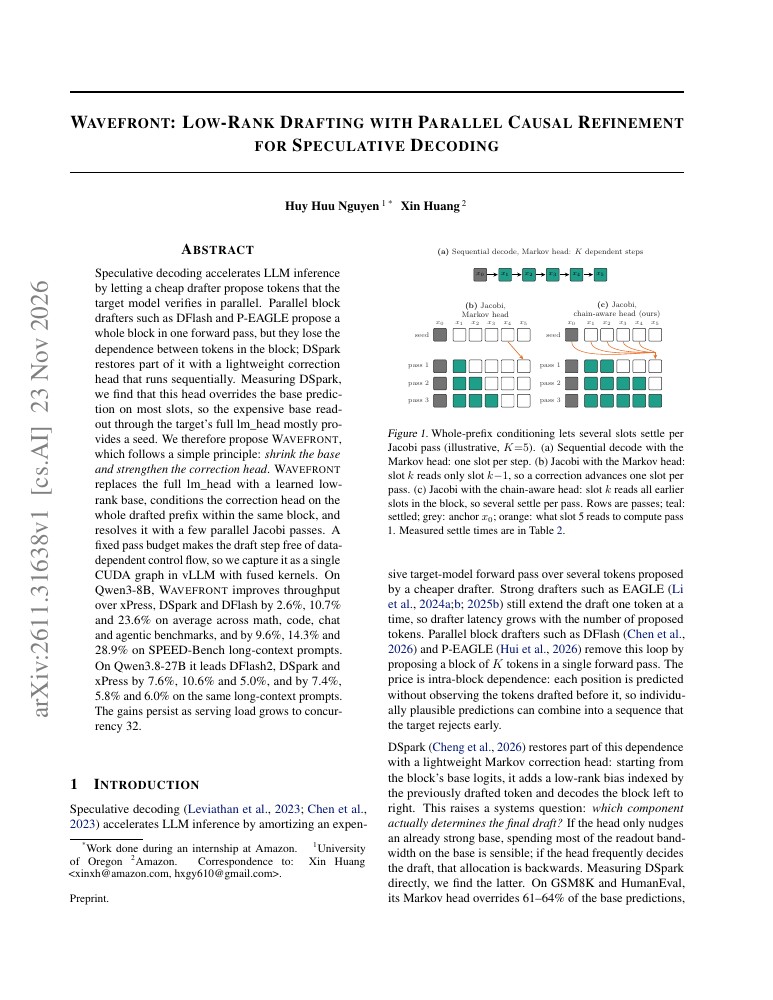 WAVEFRONT: LOW-RANK DRAFTING WITH PARALLEL CAUSAL REFINEMENT
FOR SPECULATIVE DECODING
Huy Huu Nguyen 1 * Xin Huang 2
arXiv:2611.31638v1 [cs.AI] 23 Nov 2026
ABSTRACT
Speculative decoding accelerates LLM inference
by letting a cheap drafter propose tokens that the
target model verifies in parallel. Parallel block
drafters such as DFlash and P-EAGLE propose a
whole block in one forward pass, but they lose the
dependence between tokens in the block; DSpark
restores part of it with a lightweight correction
head that runs sequentially. Measuring DSpark,
we find that this head overrides the base predic-
tion on most slots, so the expensive base read-
out through the target's full lm_head mostly pro-
vides a seed. We therefore propose WAVEFRONT,
which follows a simple principle: shrink the base
and strengthen the correction head. WAVEFRONT
replaces the full lm_head with a learned low-
rank base, conditions the correction head on the
whole drafted prefix within the same block, and
resolves it with a few parallel Jacobi passes. A
fixed pass budget makes the draft step free of data-
dependent control flow, so we capture it as a single
CUDA graph in vLLM with fused kernels. On
Qwen3-8B, WAVEFRONT improves throughput
over xPress, DSpark and DFlash by 2.6%, 10.7%
and 23.6% on average across math, code, chat
and agentic benchmarks, and by 9.6%, 14.3% and
28.9% on SPEED-Bench long-context prompts.
On Qwen3.8-27B it leads DFlash2, DSpark and
xPress by 7.6%, 10.6% and 5.0%, and by 7.4%,
5.8% and 6.0% on the same long-context prompts.
The gains persist as serving load grows to concur-
rency 32.
1 INTRODUCTION
Speculative decoding (Leviathan et al., 2023; Chen et al.,
2023) accelerates LLM inference by amortizing an expen-
*Work done during an internship at Amazon. 1University
of Oregon 2Amazon. Correspondence to: Xin Huang
<xinxh@amazon.com, hxgy610@gmail.com>.
Preprint.
(a) Sequential decode, Markov head: K dependent steps
x0 x1 x2 x3 x4 x5
(b) Jacobi,
Markov head
x0 x1 x2 x3 x4 x5
seed
pass 1
pass 2
pass 3
(c) Jacobi,
chain-aware head (ours)
x0 x1 x2 x3 x4 x5
seed
pass 1
pass 2
pass 3
Figure 1. Whole-prefix conditioning lets several slots settle per
Jacobi pass (illustrative, K=5). (a) Sequential decode with the
Markov head: one slot per step. (b) Jacobi with the Markov head:
slot k reads only slot k−1, so a correction advances one slot per
pass. (c) Jacobi with the chain-aware head: slot k reads all earlier
slots in the block, so several settle per pass. Rows are passes; teal:
settled; grey: anchor x0; orange: what slot 5 reads to compute pass
1. Measured settle times are in Table 2.
sive target-model forward pass over several tokens proposed
by a cheaper drafter. Strong drafters such as EAGLE (Li
et al., 2024a;b; 2025b) still extend the draft one token at a
time, so drafter latency grows with the number of proposed
tokens. Parallel block drafters such as DFlash (Chen et al.,
2026) and P-EAGLE (Hui et al., 2026) remove this loop by
proposing a block of K tokens in a single forward pass. The
price is intra-block dependence: each position is predicted
without observing the tokens drafted before it, so individu-
ally plausible predictions can combine into a sequence that
the target rejects early.
DSpark (Cheng et al., 2026) restores part of this dependence
with a lightweight Markov correction head: starting from
the block's base logits, it adds a low-rank bias indexed by
the previously drafted token and decodes the block left to
right. This raises a systems question: which component
actually determines the final draft? If the head only nudges
an already strong base, spending most of the readout band-
width on the base is sensible; if the head frequently decides
the draft, that allocation is backwards. Measuring DSpark
directly, we find the latter. On GSM8K and HumanEval,
its Markov head overrides 61–64% of the base predictions,